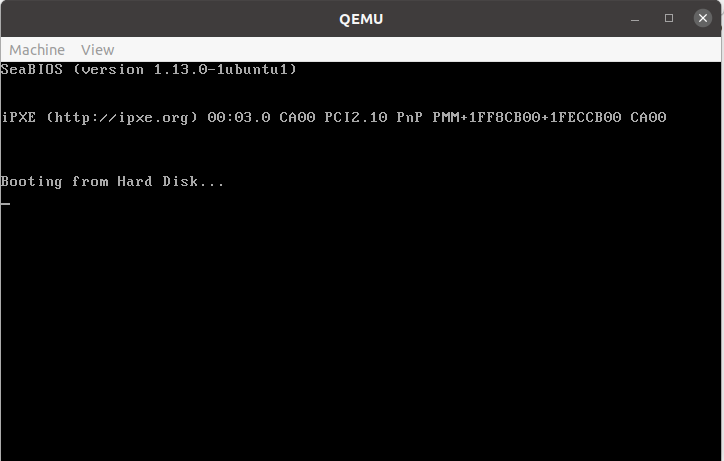 QEMU
Machine View
SeaBIOS (version 1.13.0-1ubuntu1)
iPXE (http://ipxe.org) 00:03.0 CA00 PCI2.10 PnP PMM+1FF8CB00+1FECCB00 CA00
Booting from Hard Disk...
_